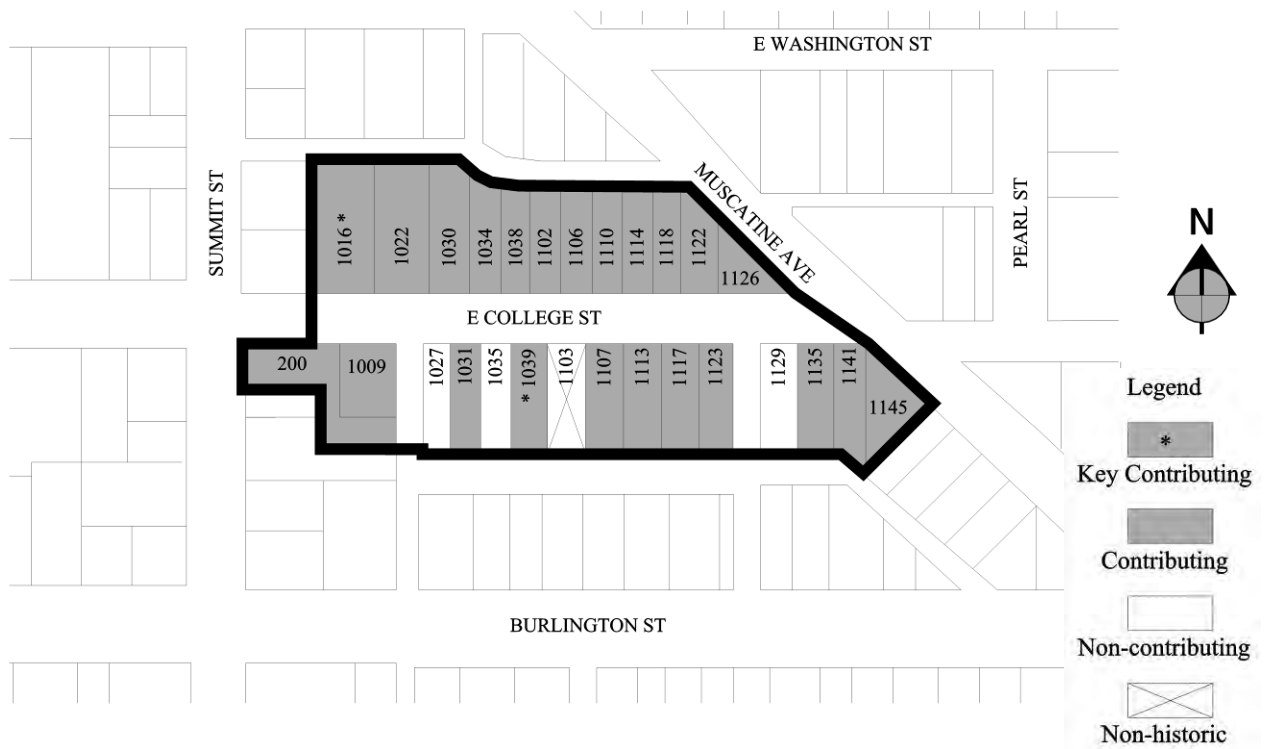 E WASHINGTON ST
SUMMIT ST
MUSCATINE AVE
PEARL ST
N
1016 *
1022
1030
1034
1038
1102
1106
1110
1114
1118
1122
1126
E COLLEGE ST
200
1009
1027
1031
1035
* 1039
1103
1107
1113
1117
1123
1129
1135
1141
1145
BURLINGTON ST
Legend
*
Key Contributing
Contributing
Non-contributing
Non-historic